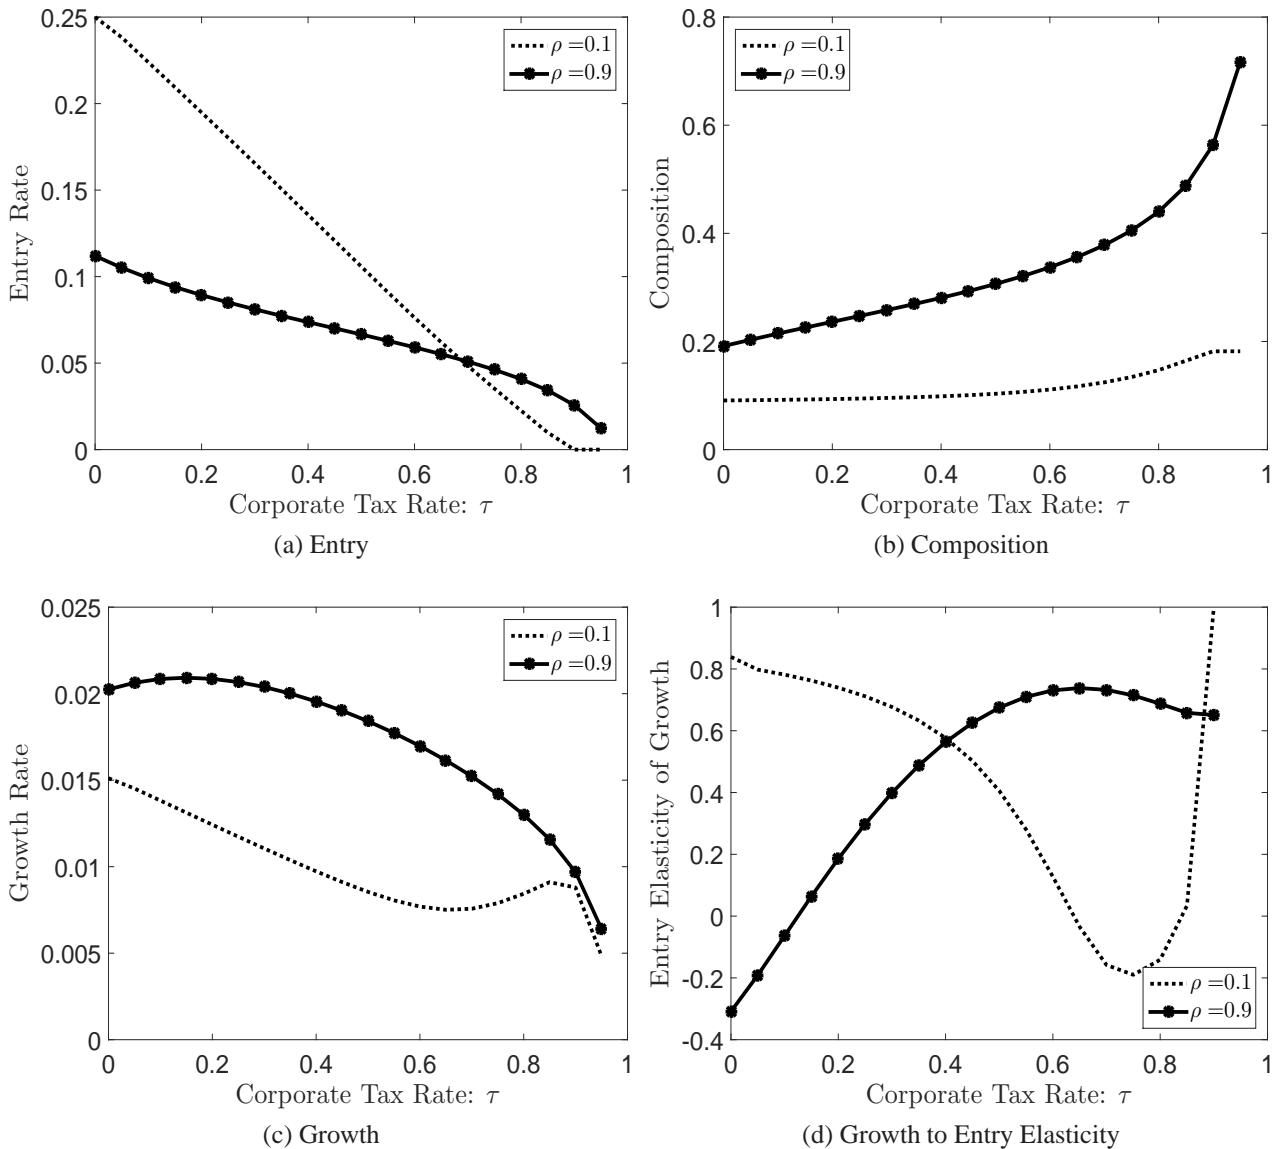 0.25
0.2
0.15
0.1
0.05
0
Entry Rate
ρ =0.1
ρ =0.9
0 0.2 0.4 0.6 0.8 1
Corporate Tax Rate: τ
(a) Entry
0.8
0.6
0.4
0.2
0
Composition
ρ =0.1
ρ =0.9
0 0.2 0.4 0.6 0.8 1
Corporate Tax Rate: τ
(b) Composition
0.025
0.02
0.015
0.01
0.005
0
Growth Rate
ρ =0.1
ρ =0.9
0 0.2 0.4 0.6 0.8 1
Corporate Tax Rate: τ
(c) Growth
1
0.8
0.6
0.4
0.2
0
-0.2
-0.4
Entry Elasticity of Growth
ρ =0.1
ρ =0.9
0 0.2 0.4 0.6 0.8 1
Corporate Tax Rate: τ
(d) Growth to Entry Elasticity